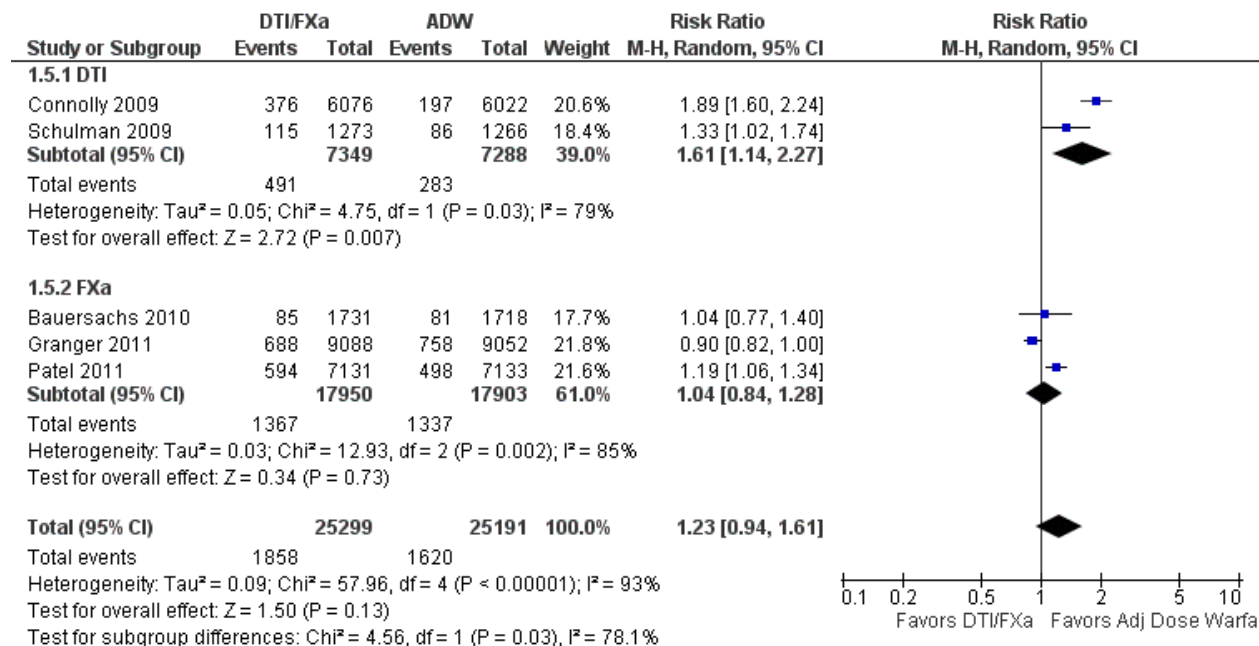 DTI/FXa ADW Risk Ratio Risk Ratio
Study or Subgroup Events Total Events Total Weight M-H, Random, 95% CI M-H, Random, 95% CI
1.5.1 DTI
Connolly 2009 376 6076 197 6022 20.6% 1.89 [1.60, 2.24]
Schulman 2009 115 1273 86 1266 18.4% 1.33 [1.02, 1.74]
Subtotal (95% CI) 7349 7288 39.0% 1.61 [1.14, 2.27]
Total events 491 283
Heterogeneity: Tau² = 0.05; Chi² = 4.75, df = 1 (P = 0.03); I² = 79%
Test for overall effect: Z = 2.72 (P = 0.007)
1.5.2 FXa
Bauersachs 2010 85 1731 81 1718 17.7% 1.04 [0.77, 1.40]
Granger 2011 688 9088 758 9052 21.8% 0.90 [0.82, 1.00]
Patel 2011 594 7131 498 7133 21.6% 1.19 [1.06, 1.34]
Subtotal (95% CI) 17950 17903 61.0% 1.04 [0.84, 1.28]
Total events 1367 1337
Heterogeneity: Tau² = 0.03; Chi² = 12.93, df = 2 (P = 0.002); I² = 85%
Test for overall effect: Z = 0.34 (P = 0.73)
Total (95% CI) 25299 25191 100.0% 1.23 [0.94, 1.61]
Total events 1858 1620
Heterogeneity: Tau² = 0.09; Chi² = 57.96, df = 4 (P < 0.00001); I² = 93%
Test for overall effect: Z = 1.50 (P = 0.13)
Test for subgroup differences: Chi² = 4.56, df = 1 (P = 0.03), I² = 78.1%
0.1 0.2 0.5 1 2 5 10
Favors DTI/FXa Favors Adj Dose Warfa